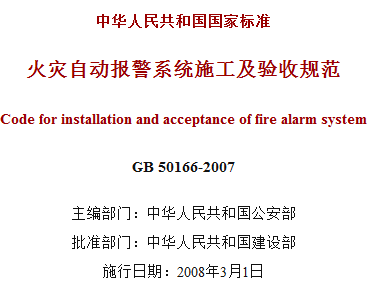 中华人民共和国国家标准
火灾自动报警系统施工及验收规范
Code for installation and acceptance of fire alarm system
GB 50166-2007
主编部门：中华人民共和国公安部
批准部门：中华人民共和国建设部
施行日期：2008年3月1日